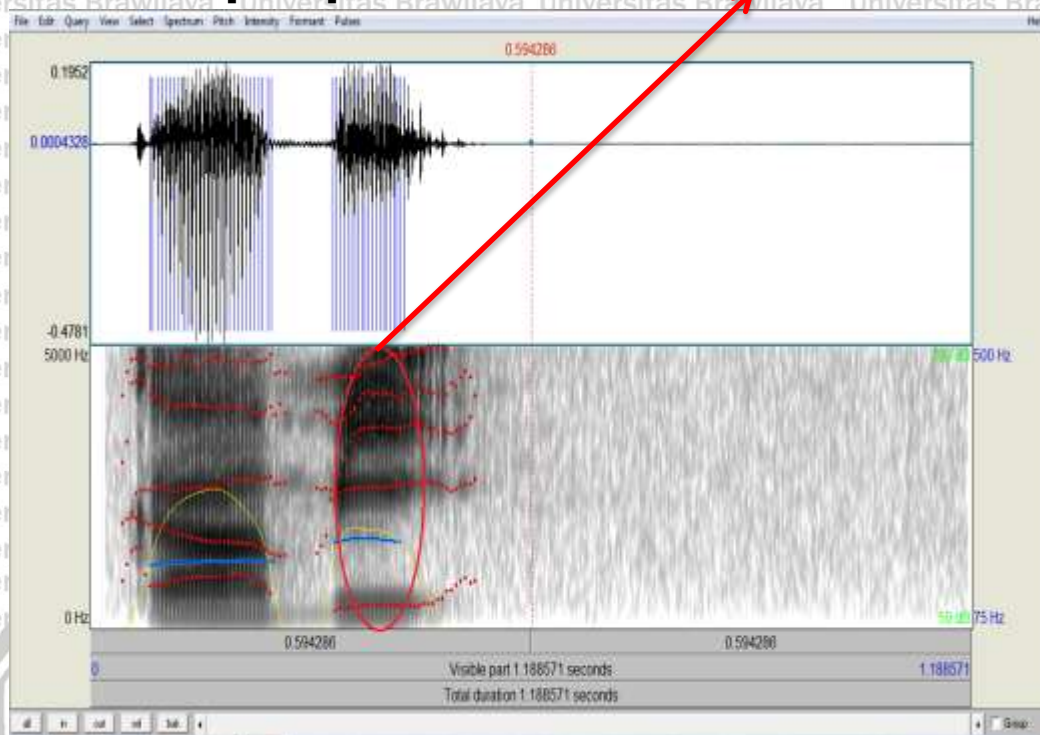 Universitas Brawijaya Universitas Brawijaya Universitas Brawijaya Universitas Bra
File Edit Query View Select Spectrum Pitch Intensity Formant Pulses
0.594286
0.1952
0.0004328
-0.4781
5000 Hz
500 Hz
0 Hz
75 Hz
0.594286 0.594286
0 Visible part 1.188571 seconds 1.188571
Total duration 1.188571 seconds
all in out sel bak
Group